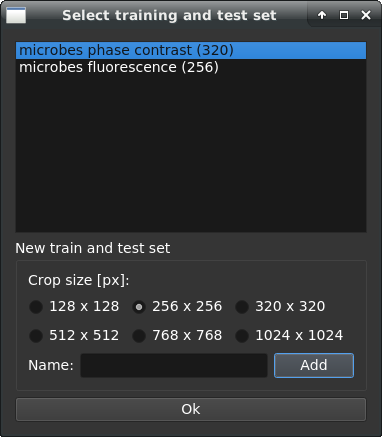 Select training and test set
microbes phase contrast (320)
microbes fluorescence (256)
New train and test set
Crop size [px]:
128 x 128 256 x 256 320 x 320
512 x 512 768 x 768 1024 x 1024
Name: Add
Ok